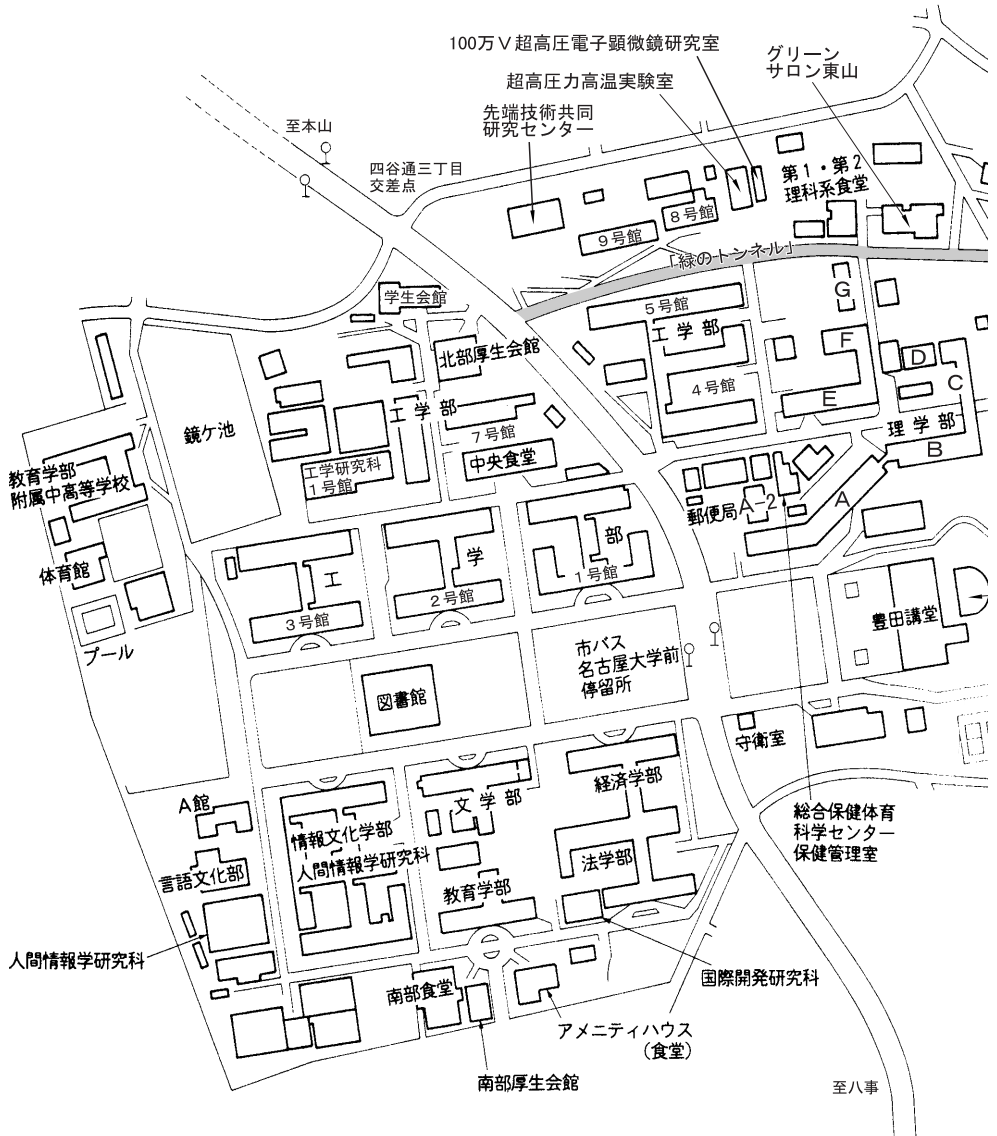 100万V超高圧電子顕微鏡研究室
グリーン
サロン東山
超高圧力高温実験室
先端技術共同
研究センター
至本山
四谷通三丁目
交差点
第1・第2
理科系食堂
8号館
9号館
「緑のトンネル」
学生会館
5号館
工学部
G
F
北部厚生会館
D
C
4号館
E
工学部
鏡ケ池
7号館
理学部
B
中央食堂
工学研究科
1号館
教育学部
附属中高等学校
郵便局
A-2
A
体育館
工
学
部
3号館
2号館
1号館
豊田講堂
プール
市バス
名古屋大学前
停留所
図書館
守衛室
経済学部
文学部
A館
情報文化学部
人間情報学研究科
総合保健体育
科学センター
保健管理室
法学部
言語文化部
教育学部
人間情報学研究科
国際開発研究科
南部食堂
アメニティハウス
(食堂)
南部厚生会館
至八事